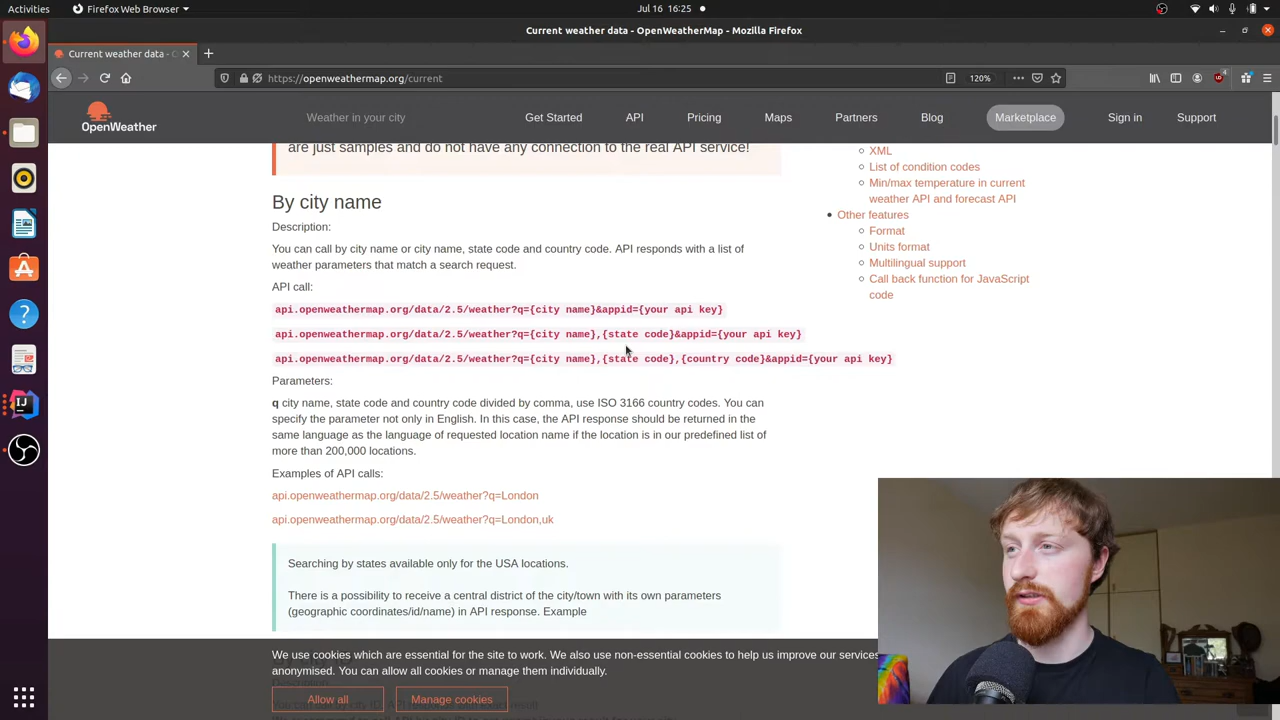 Activities
Firefox Web Browser
Jul 16 16:25
Current weather data - OpenWeatherMap - Mozilla Firefox
Current weather data - O
https://openweathermap.org/current
120%
OpenWeather
Weather in your city
Get Started
API
Pricing
Maps
Partners
Blog
Marketplace
Sign in
Support
are just samples and do not have any connection to the real API service!
By city name
Description:
You can call by city name or city name, state code and country code. API responds with a list of
weather parameters that match a search request.
API call:
api.openweathermap.org/data/2.5/weather?q={city name}&appid={your api key}
api.openweathermap.org/data/2.5/weather?q={city name},{state code}&appid={your api key}
api.openweathermap.org/data/2.5/weather?q={city name},{state code},{country code}&appid={your api key}
Parameters:
q city name, state code and country code divided by comma, use ISO 3166 country codes. You can
specify the parameter not only in English. In this case, the API response should be returned in the
same language as the language of requested location name if the location is in our predefined list of
more than 200,000 locations.
Examples of API calls:
api.openweathermap.org/data/2.5/weather?q=London
api.openweathermap.org/data/2.5/weather?q=London,uk
Searching by states available only for the USA locations.
There is a possibility to receive a central district of the city/town with its own parameters
(geographic coordinates/id/name) in API response. Example
XML
List of condition codes
Min/max temperature in current
weather API and forecast API
Other features
Format
Units format
Multilingual support
Call back function for JavaScript
code
We use cookies which are essential for the site to work. We also use non-essential cookies to help us improve our services
anonymised. You can allow all cookies or manage them individually.
Allow all
Manage cookies